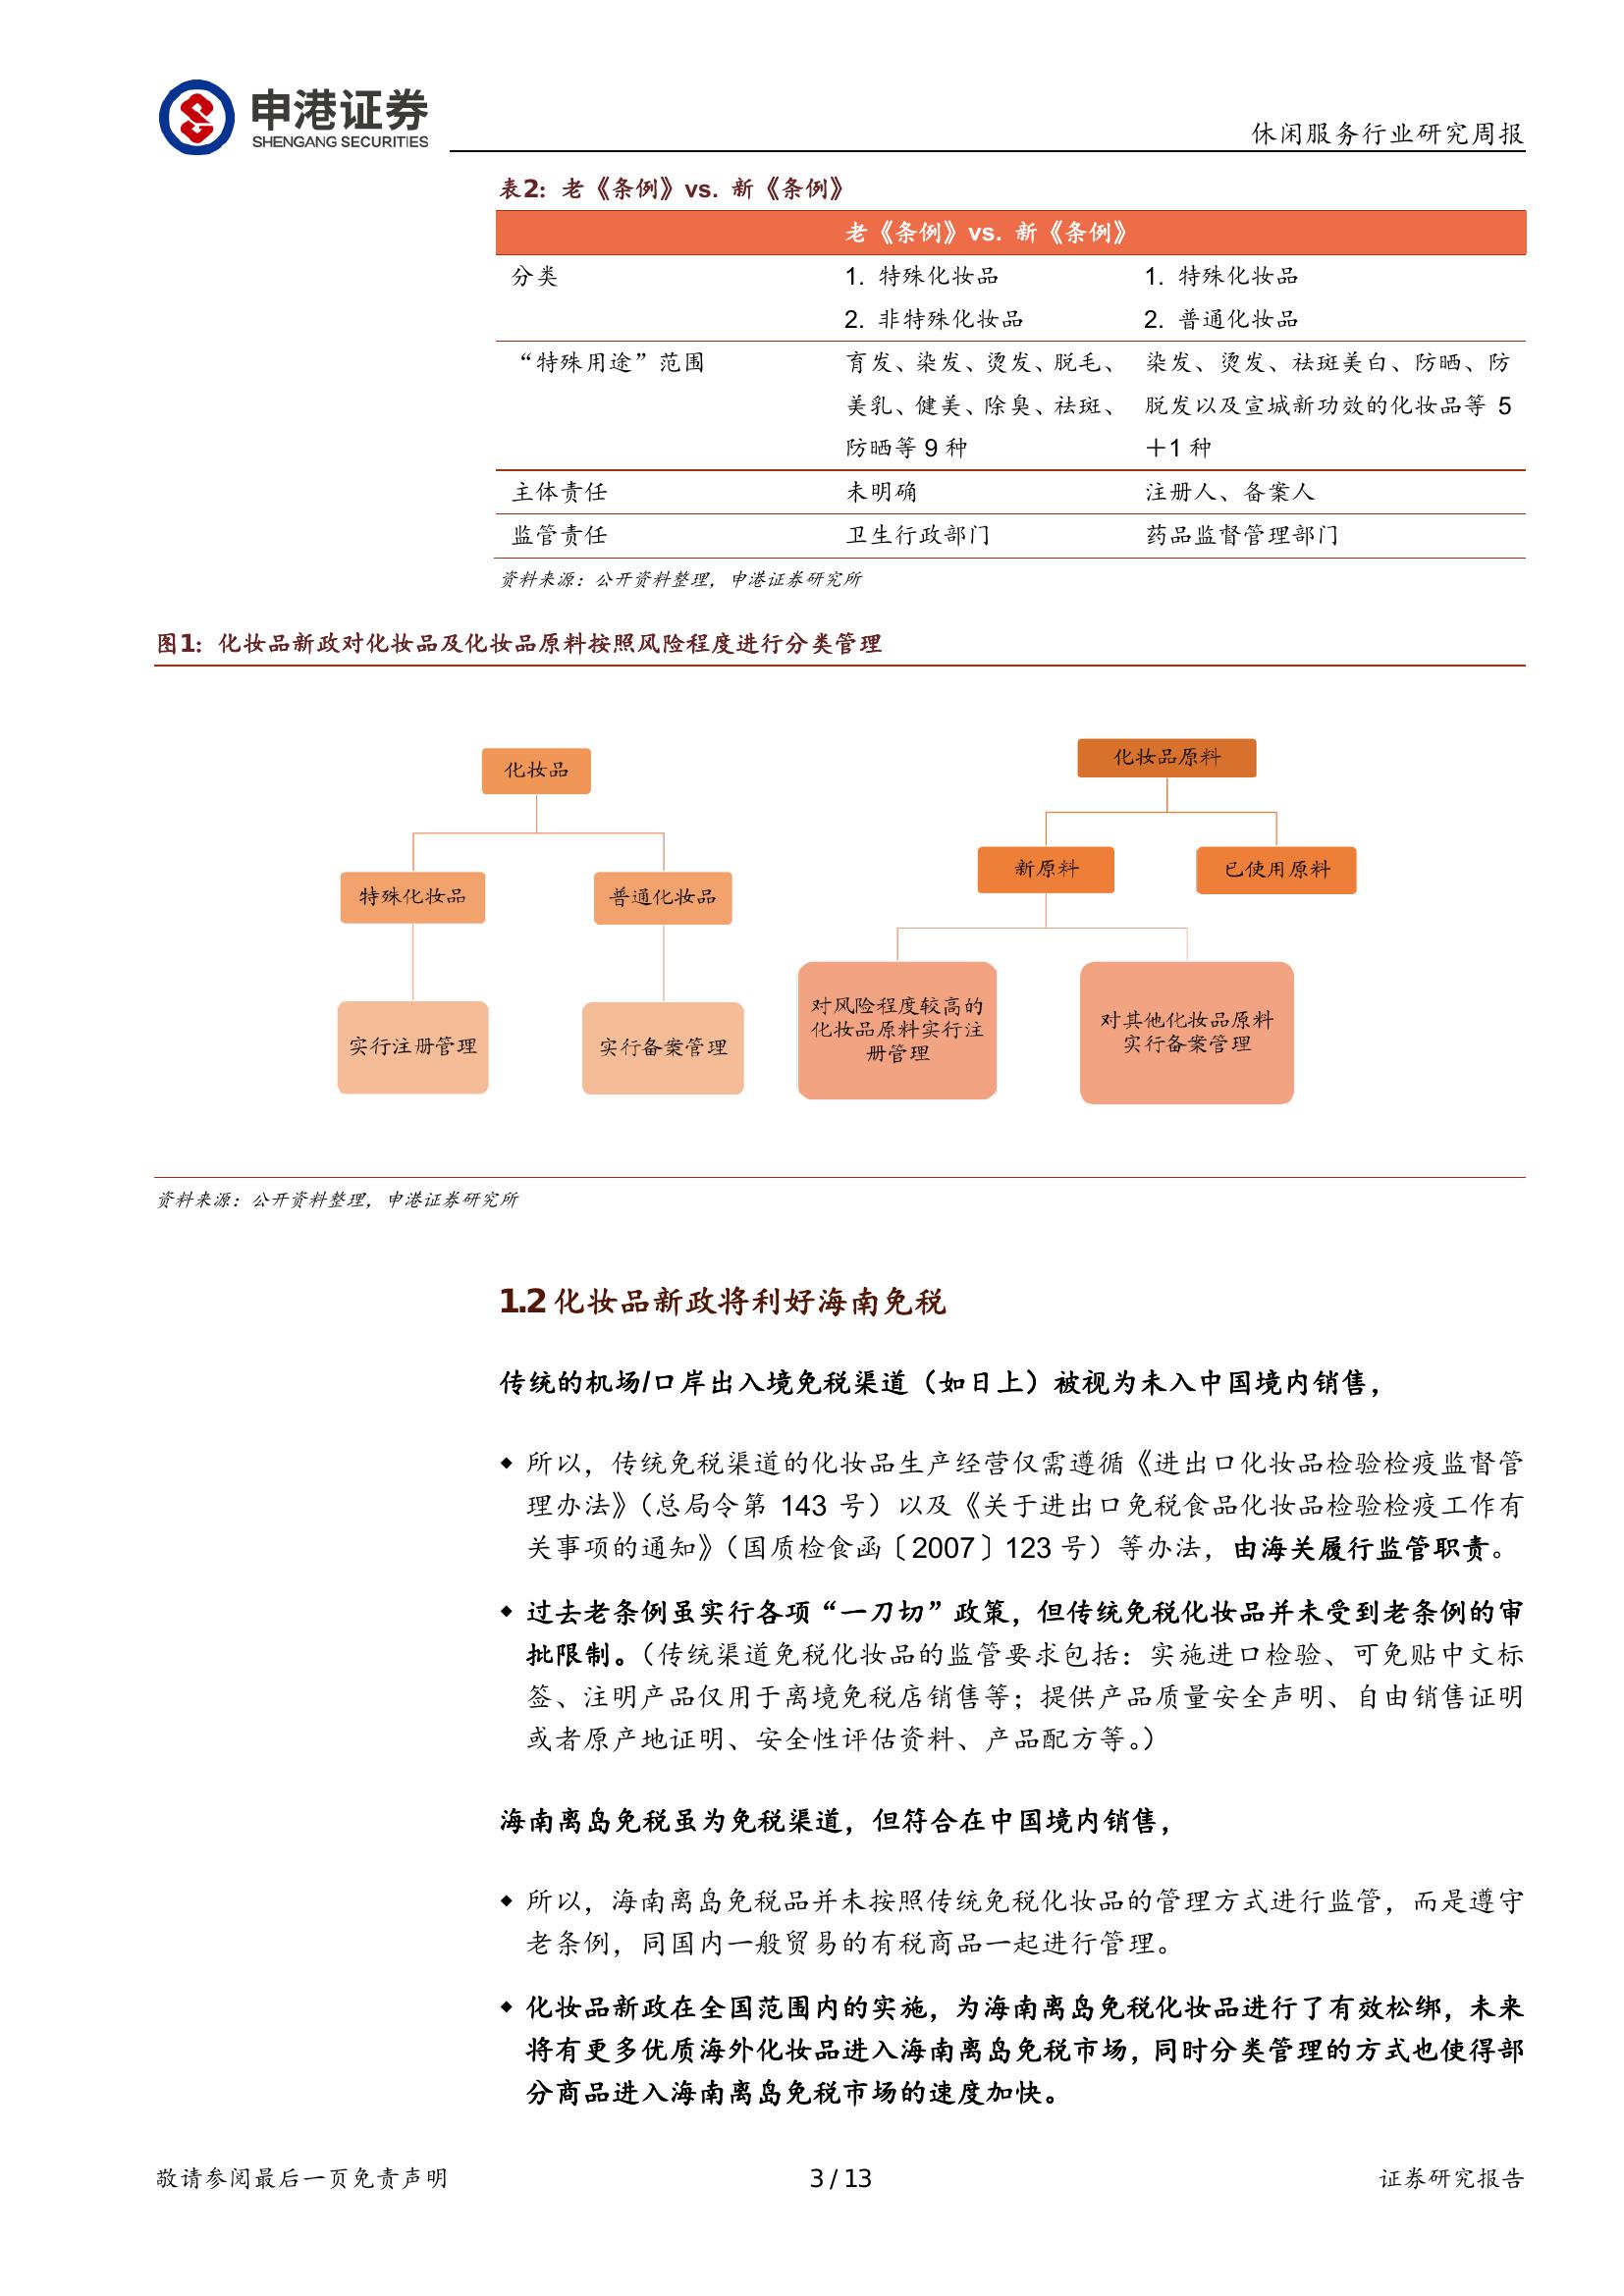 申港证券
SHENGANG SECURITIES
休闲服务行业研究周报
表2：老《条例》vs. 新《条例》
老《条例》vs. 新《条例》
分类 1. 特殊化妆品 1. 特殊化妆品
2. 非特殊化妆品 2. 普通化妆品
“特殊用途”范围 育发、染发、烫发、脱毛、 染发、烫发、祛斑美白、防晒、防
美乳、健美、除臭、祛斑、 脱发以及宣城新功效的化妆品等 5
防晒等 9 种 ＋1 种
主体责任 未明确 注册人、备案人
监管责任 卫生行政部门 药品监督管理部门
资料来源：公开资料整理，申港证券研究所
图1：化妆品新政对化妆品及化妆品原料按照风险程度进行分类管理
化妆品
特殊化妆品 普通化妆品
实行注册管理 实行备案管理
化妆品原料
新原料 已使用原料
对风险程度较高的
化妆品原料实行注
册管理
对其他化妆品原料
实行备案管理
资料来源：公开资料整理，申港证券研究所
1.2 化妆品新政将利好海南免税
传统的机场/口岸出入境免税渠道（如日上）被视为未入中国境内销售，
◆ 所以，传统免税渠道的化妆品生产经营仅需遵循《进出口化妆品检验检疫监督管
理办法》（总局令第 143 号）以及《关于进出口免税食品化妆品检验检疫工作有
关事项的通知》（国质检食函〔2007〕123 号）等办法，由海关履行监管职责。
◆ 过去老条例虽实行各项“一刀切”政策，但传统免税化妆品并未受到老条例的审
批限制。（传统渠道免税化妆品的监管要求包括：实施进口检验、可免贴中文标
签、注明产品仅用于离境免税店销售等；提供产品质量安全声明、自由销售证明
或者原产地证明、安全性评估资料、产品配方等。）
海南离岛免税虽为免税渠道，但符合在中国境内销售，
◆ 所以，海南离岛免税品并未按照传统免税化妆品的管理方式进行监管，而是遵守
老条例，同国内一般贸易的有税商品一起进行管理。
◆ 化妆品新政在全国范围内的实施，为海南离岛免税化妆品进行了有效松绑，未来
将有更多优质海外化妆品进入海南离岛免税市场，同时分类管理的方式也使得部
分商品进入海南离岛免税市场的速度加快。
敬请参阅最后一页免责声明 3 / 13 证券研究报告